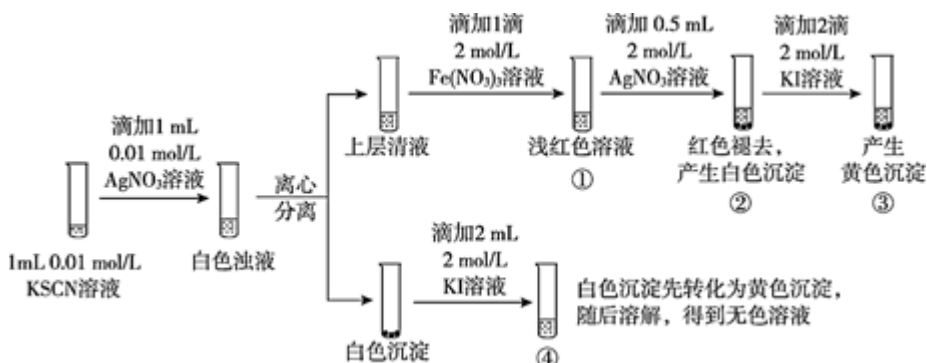 滴加1滴
2 mol/L
Fe(NO₃)₃溶液
滴加 0.5 mL
2 mol/L
AgNO₃溶液
滴加2滴
2 mol/L
KI溶液
上层清液
浅红色溶液
①
红色褪去，
产生白色沉淀
②
产生
黄色沉淀
③
滴加1 mL
0.01 mol/L
AgNO₃溶液
离心
分离
1mL 0.01 mol/L
KSCN溶液
白色浊液
滴加2 mL
2 mol/L
KI溶液
白色沉淀
④
白色沉淀先转化为黄色沉淀，
随后溶解，得到无色溶液